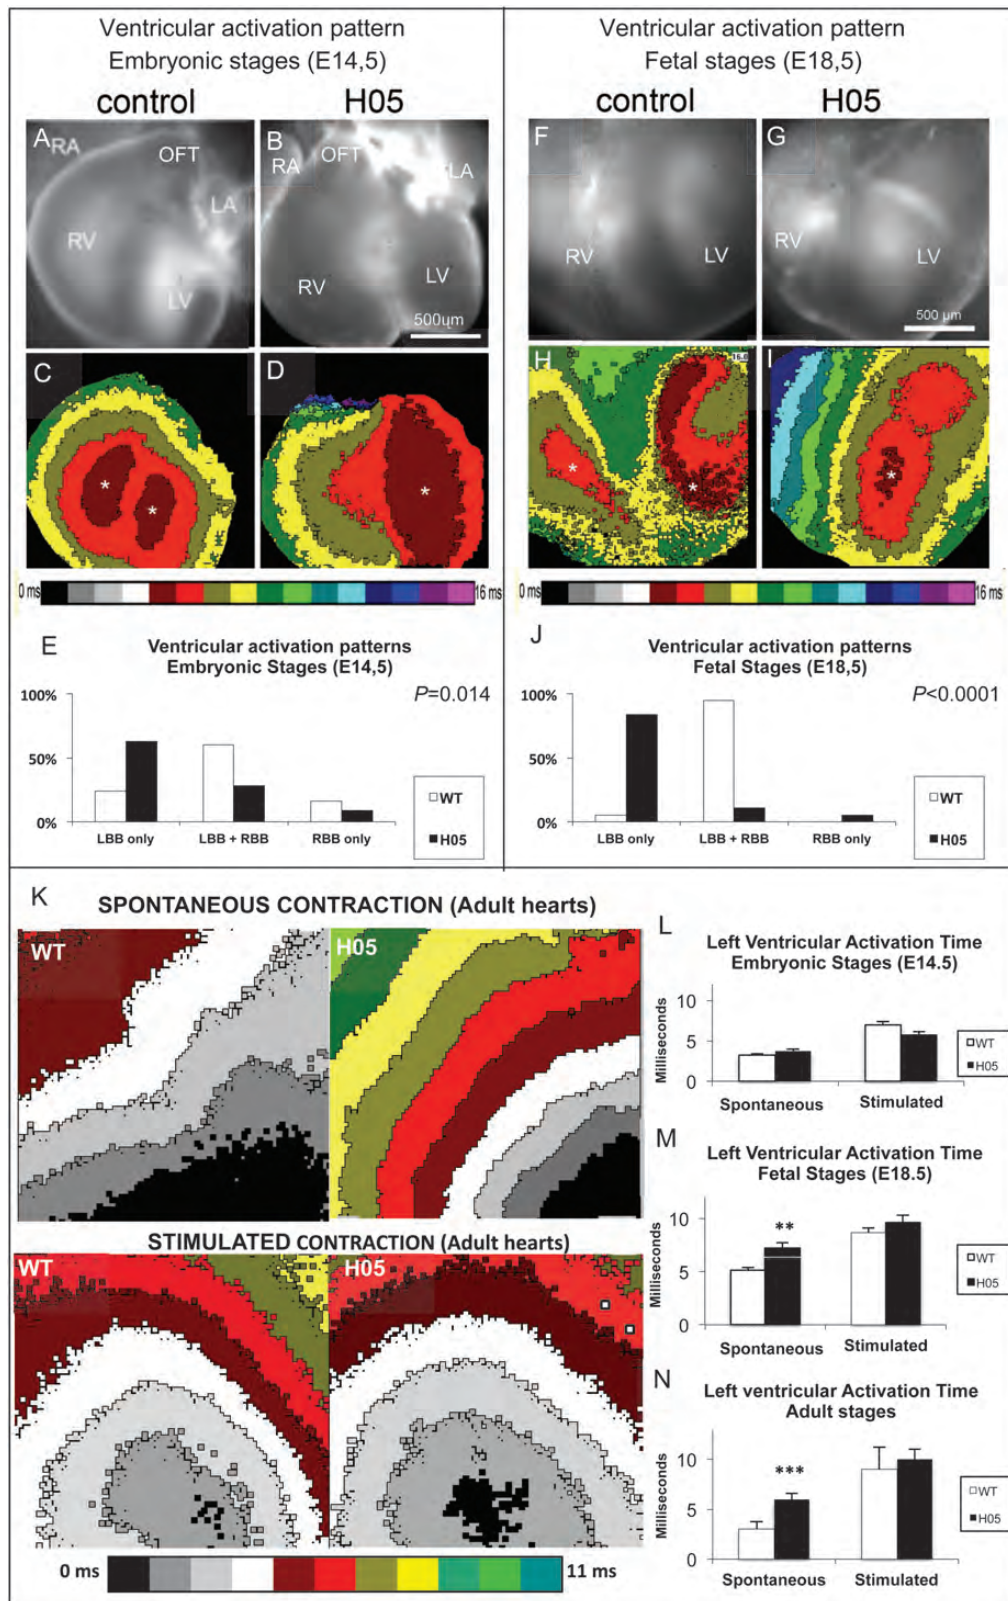 Ventricular activation pattern
Embryonic stages (E14,5)
control H05
A RA OFT LA RV LV
B RA OFT LA RV LV
500um
C * *
D *
0 ms 16 ms
E
Ventricular activation patterns
Embryonic Stages (E14,5)
P=0.014
100%
50%
0%
LBB only LBB + RBB RBB only
WT
H05
Ventricular activation pattern
Fetal stages (E18,5)
control H05
F RV LV
G RV LV
500 µm
H * * 16.0
I *
0 ms 16 ms
J
Ventricular activation patterns
Fetal Stages (E18,5)
P<0.0001
100%
50%
0%
LBB only LBB + RBB RBB only
WT
H05
K
SPONTANEOUS CONTRACTION (Adult hearts)
WT H05
STIMULATED CONTRACTION (Adult hearts)
WT H05
0 ms 11 ms
L
Left Ventricular Activation Time
Embryonic Stages (E14.5)
Milliseconds
10
5
0
Spontaneous Stimulated
WT
H05
M
Left Ventricular Activation Time
Fetal Stages (E18.5)
Milliseconds
10
5
0
**
Spontaneous Stimulated
WT
H05
N
Left ventricular Activation Time
Adult stages
Milliseconds
10
5
0
***
Spontaneous Stimulated
WT
H05